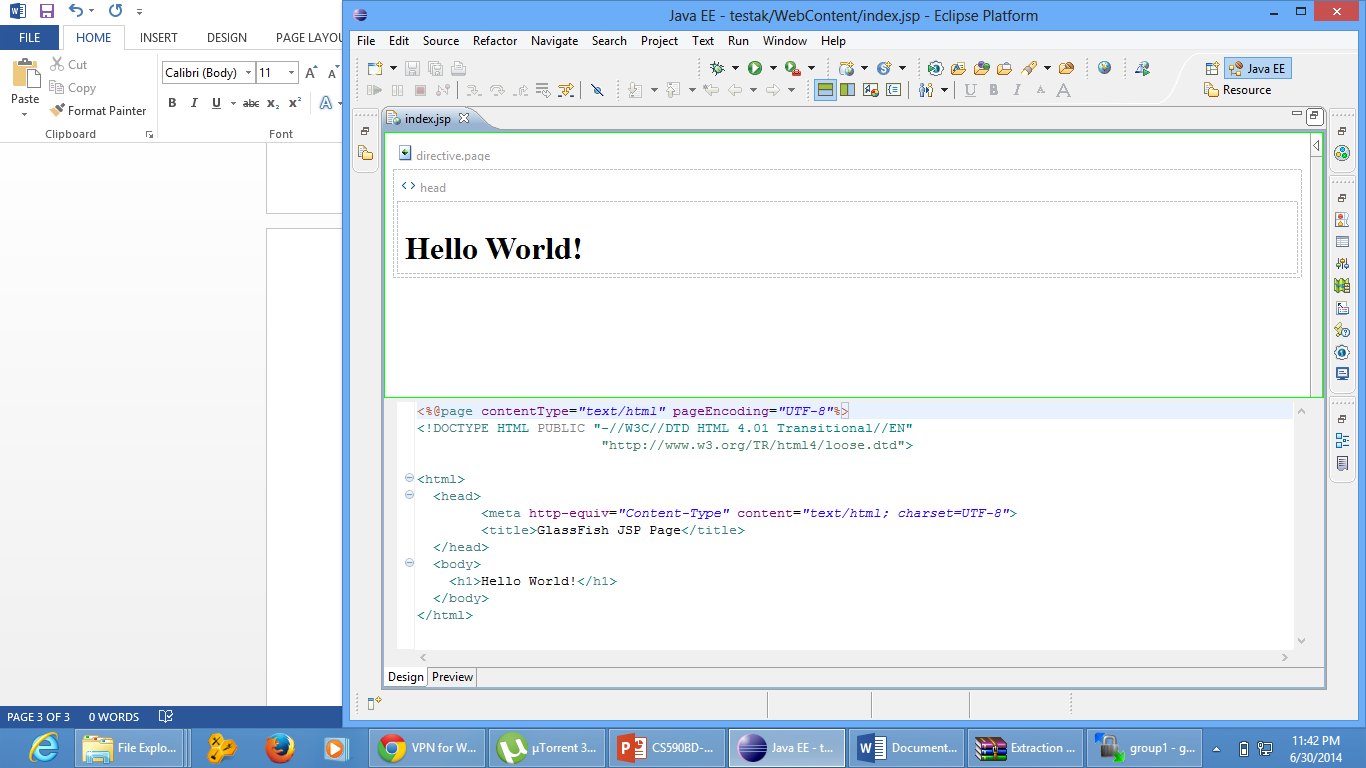 FILE HOME INSERT DESIGN PAGE LAYOU
Paste
Cut
Copy
Format Painter
Clipboard
Calibri (Body) 11
B I U abc x₂ x² A
Font
PAGE 3 OF 3 0 WORDS
Java EE - testak/WebContent/index.jsp - Eclipse Platform
File Edit Source Refactor Navigate Search Project Text Run Window Help
Java EE
Resource
U B I A A
index.jsp
directive.page
head
Hello World!
<%@page contentType="text/html" pageEncoding="UTF-8"%>
<!DOCTYPE HTML PUBLIC "-//W3C//DTD HTML 4.01 Transitional//EN"
"http://www.w3.org/TR/html4/loose.dtd">
<html>
<head>
<meta http-equiv="Content-Type" content="text/html; charset=UTF-8">
<title>GlassFish JSP Page</title>
</head>
<body>
<h1>Hello World!</h1>
</body>
</html>
Design Preview
File Explo... VPN for W... µTorrent 3... CS590BD-... Java EE - t... Document... Extraction ... group1 - g...
11:42 PM
6/30/2014